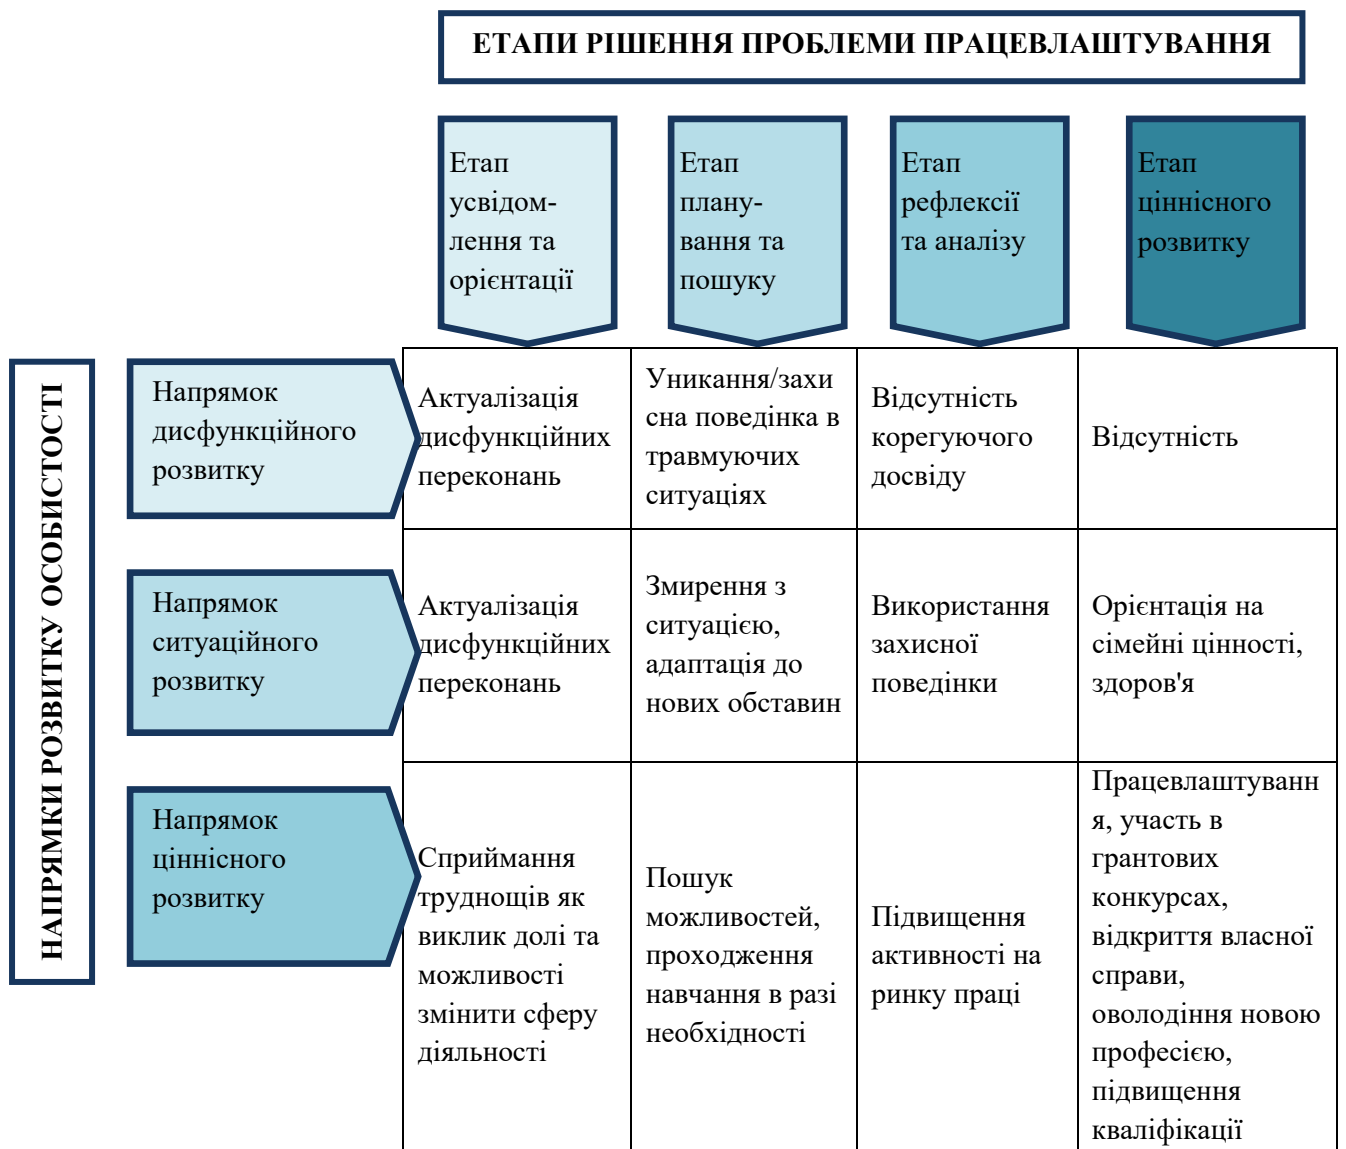 ЕТАПИ РІШЕННЯ ПРОБЛЕМИ ПРАЦЕВЛАШТУВАННЯ
Етап
усвідом-
лення та
орієнтації
Етап
плану-
вання та
пошуку
Етап
рефлексії
та аналізу
Етап
ціннісного
розвитку
НАПРЯМКИ РОЗВИТКУ ОСОБИСТОСТІ
Напрямок
дисфункційного
розвитку
Актуалізація
дисфункційних
переконань
Уникання/захи
сна поведінка в
травмуючих
ситуаціях
Відсутність
корегуючого
досвіду
Відсутність
Напрямок
ситуаційного
розвитку
Актуалізація
дисфункційних
переконань
Змирення з
ситуацією,
адаптація до
нових обставин
Використання
захисної
поведінки
Орієнтація на
сімейні цінності,
здоров'я
Напрямок
ціннісного
розвитку
Сприймання
труднощів як
виклик долі та
можливості
змінити сферу
діяльності
Пошук
можливостей,
проходження
навчання в разі
необхідності
Підвищення
активності на
ринку праці
Працевлаштуванн
я, участь в
грантових
конкурсах,
відкриття власної
справи,
оволодіння новою
професією,
підвищення
кваліфікації